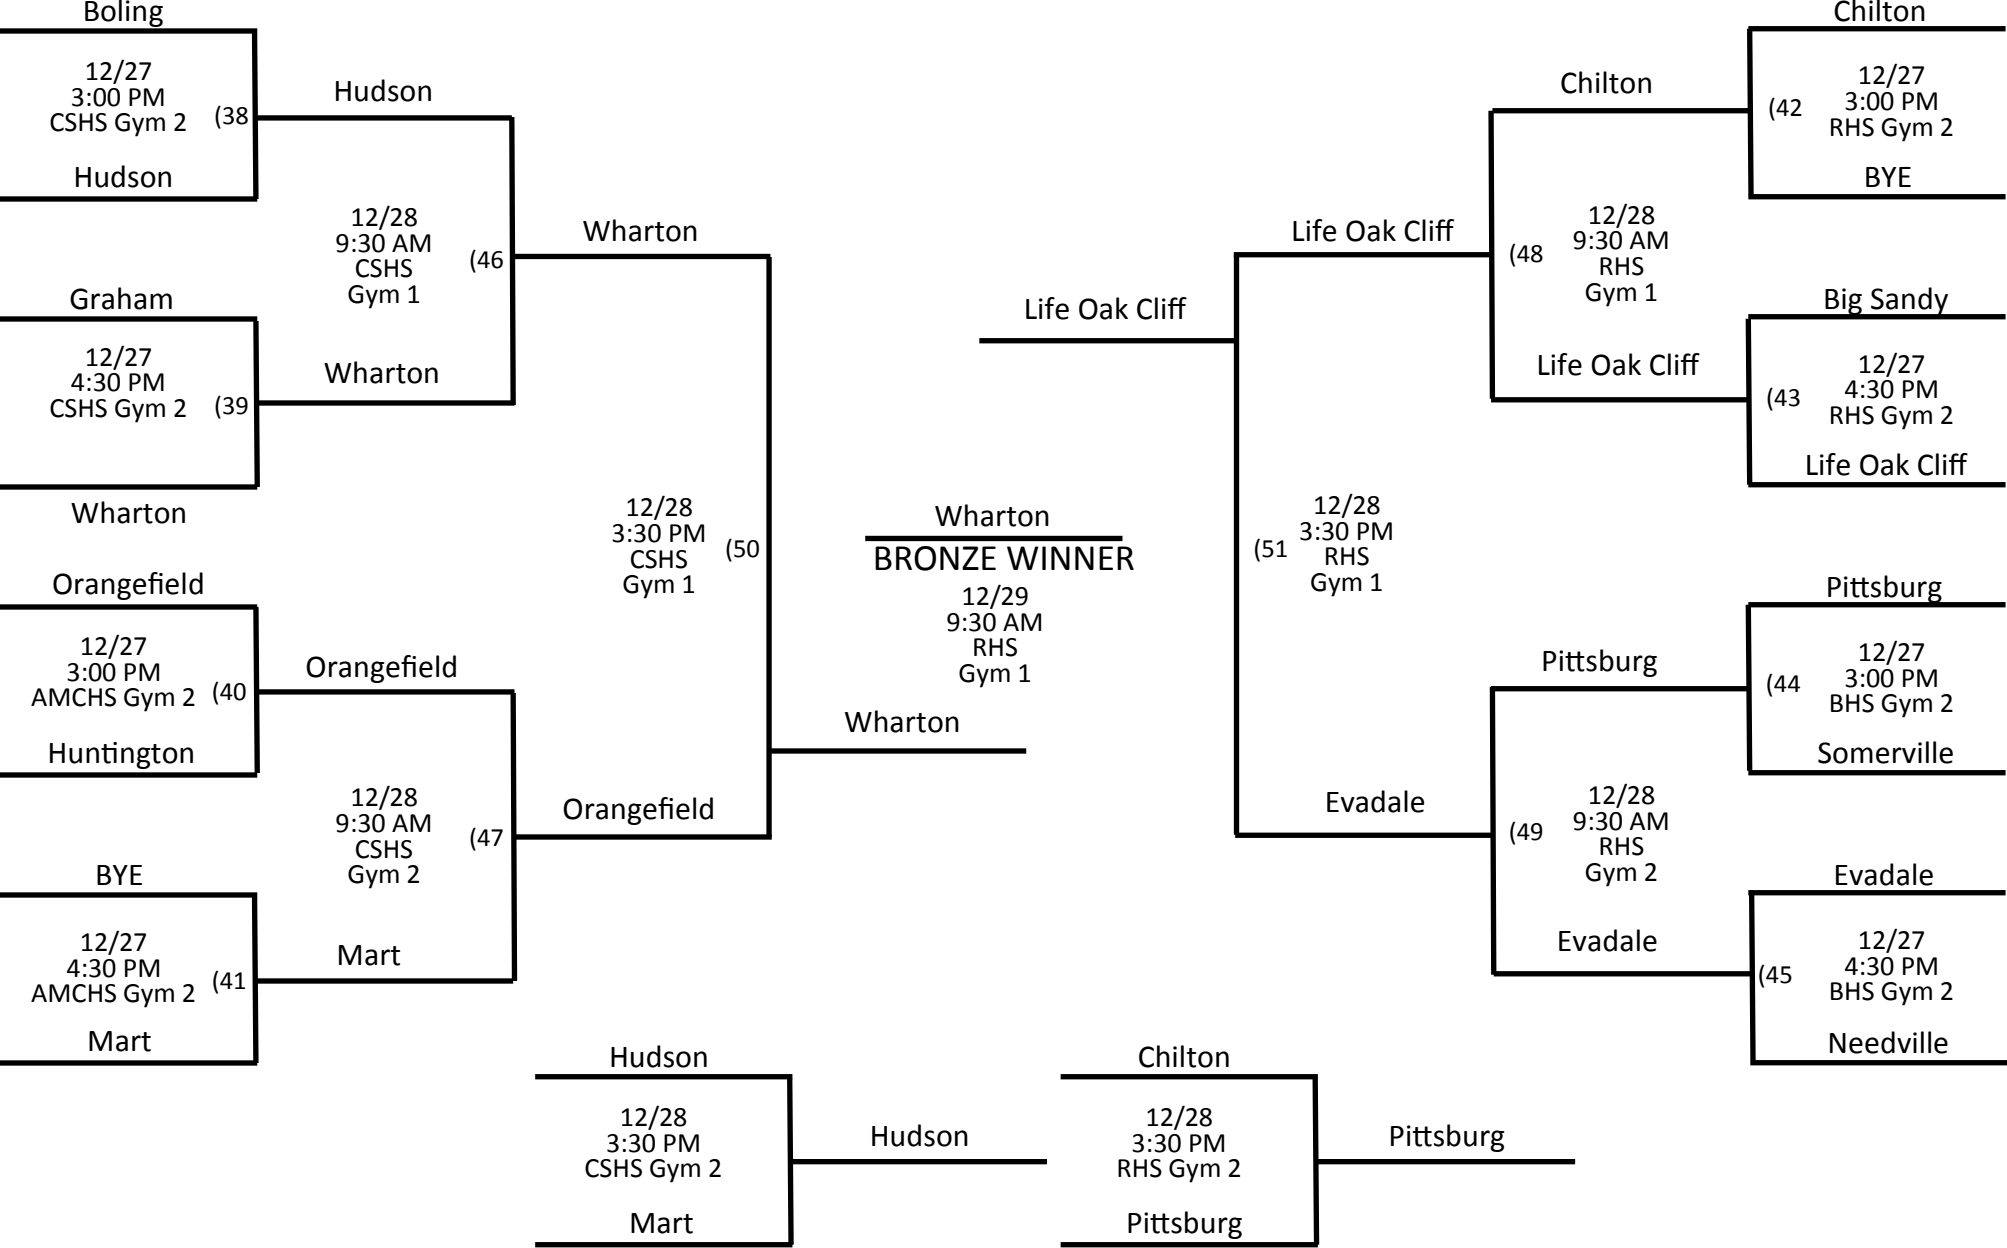 Boling
12/27
3:00 PM
CSHS Gym 2
(38
Hudson
Graham
12/27
4:30 PM
CSHS Gym 2
(39
Wharton
Orangefield
12/27
3:00 PM
AMCHS Gym 2
(40
Huntington
BYE
12/27
4:30 PM
AMCHS Gym 2
(41
Mart
Hudson
12/28
9:30 AM
CSHS
Gym 1
(46
Wharton
Orangefield
12/28
9:30 AM
CSHS
Gym 2
(47
Mart
Wharton
12/28
3:30 PM
CSHS
Gym 1
(50
Orangefield
Life Oak Cliff
Wharton
BRONZE WINNER
12/29
9:30 AM
RHS
Gym 1
Wharton
Life Oak Cliff
(51
12/28
3:30 PM
RHS
Gym 1
Evadale
Chilton
(48
12/28
9:30 AM
RHS
Gym 1
Life Oak Cliff
Pittsburg
(49
12/28
9:30 AM
RHS
Gym 2
Evadale
Chilton
(42
12/27
3:00 PM
RHS Gym 2
BYE
Big Sandy
(43
12/27
4:30 PM
RHS Gym 2
Life Oak Cliff
Pittsburg
(44
12/27
3:00 PM
BHS Gym 2
Somerville
Evadale
(45
12/27
4:30 PM
BHS Gym 2
Needville
Hudson
12/28
3:30 PM
CSHS Gym 2
Mart
Hudson
Chilton
12/28
3:30 PM
RHS Gym 2
Pittsburg
Pittsburg